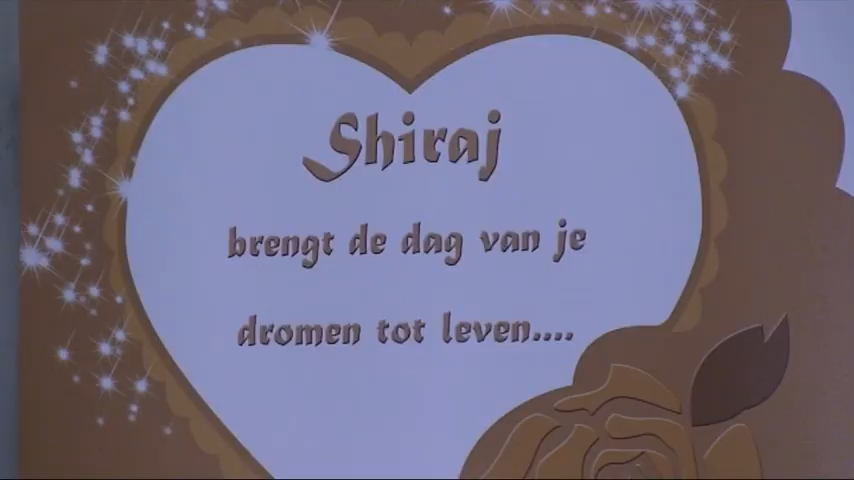 Shiraj
brengt de dag van je
dromen tot leven....